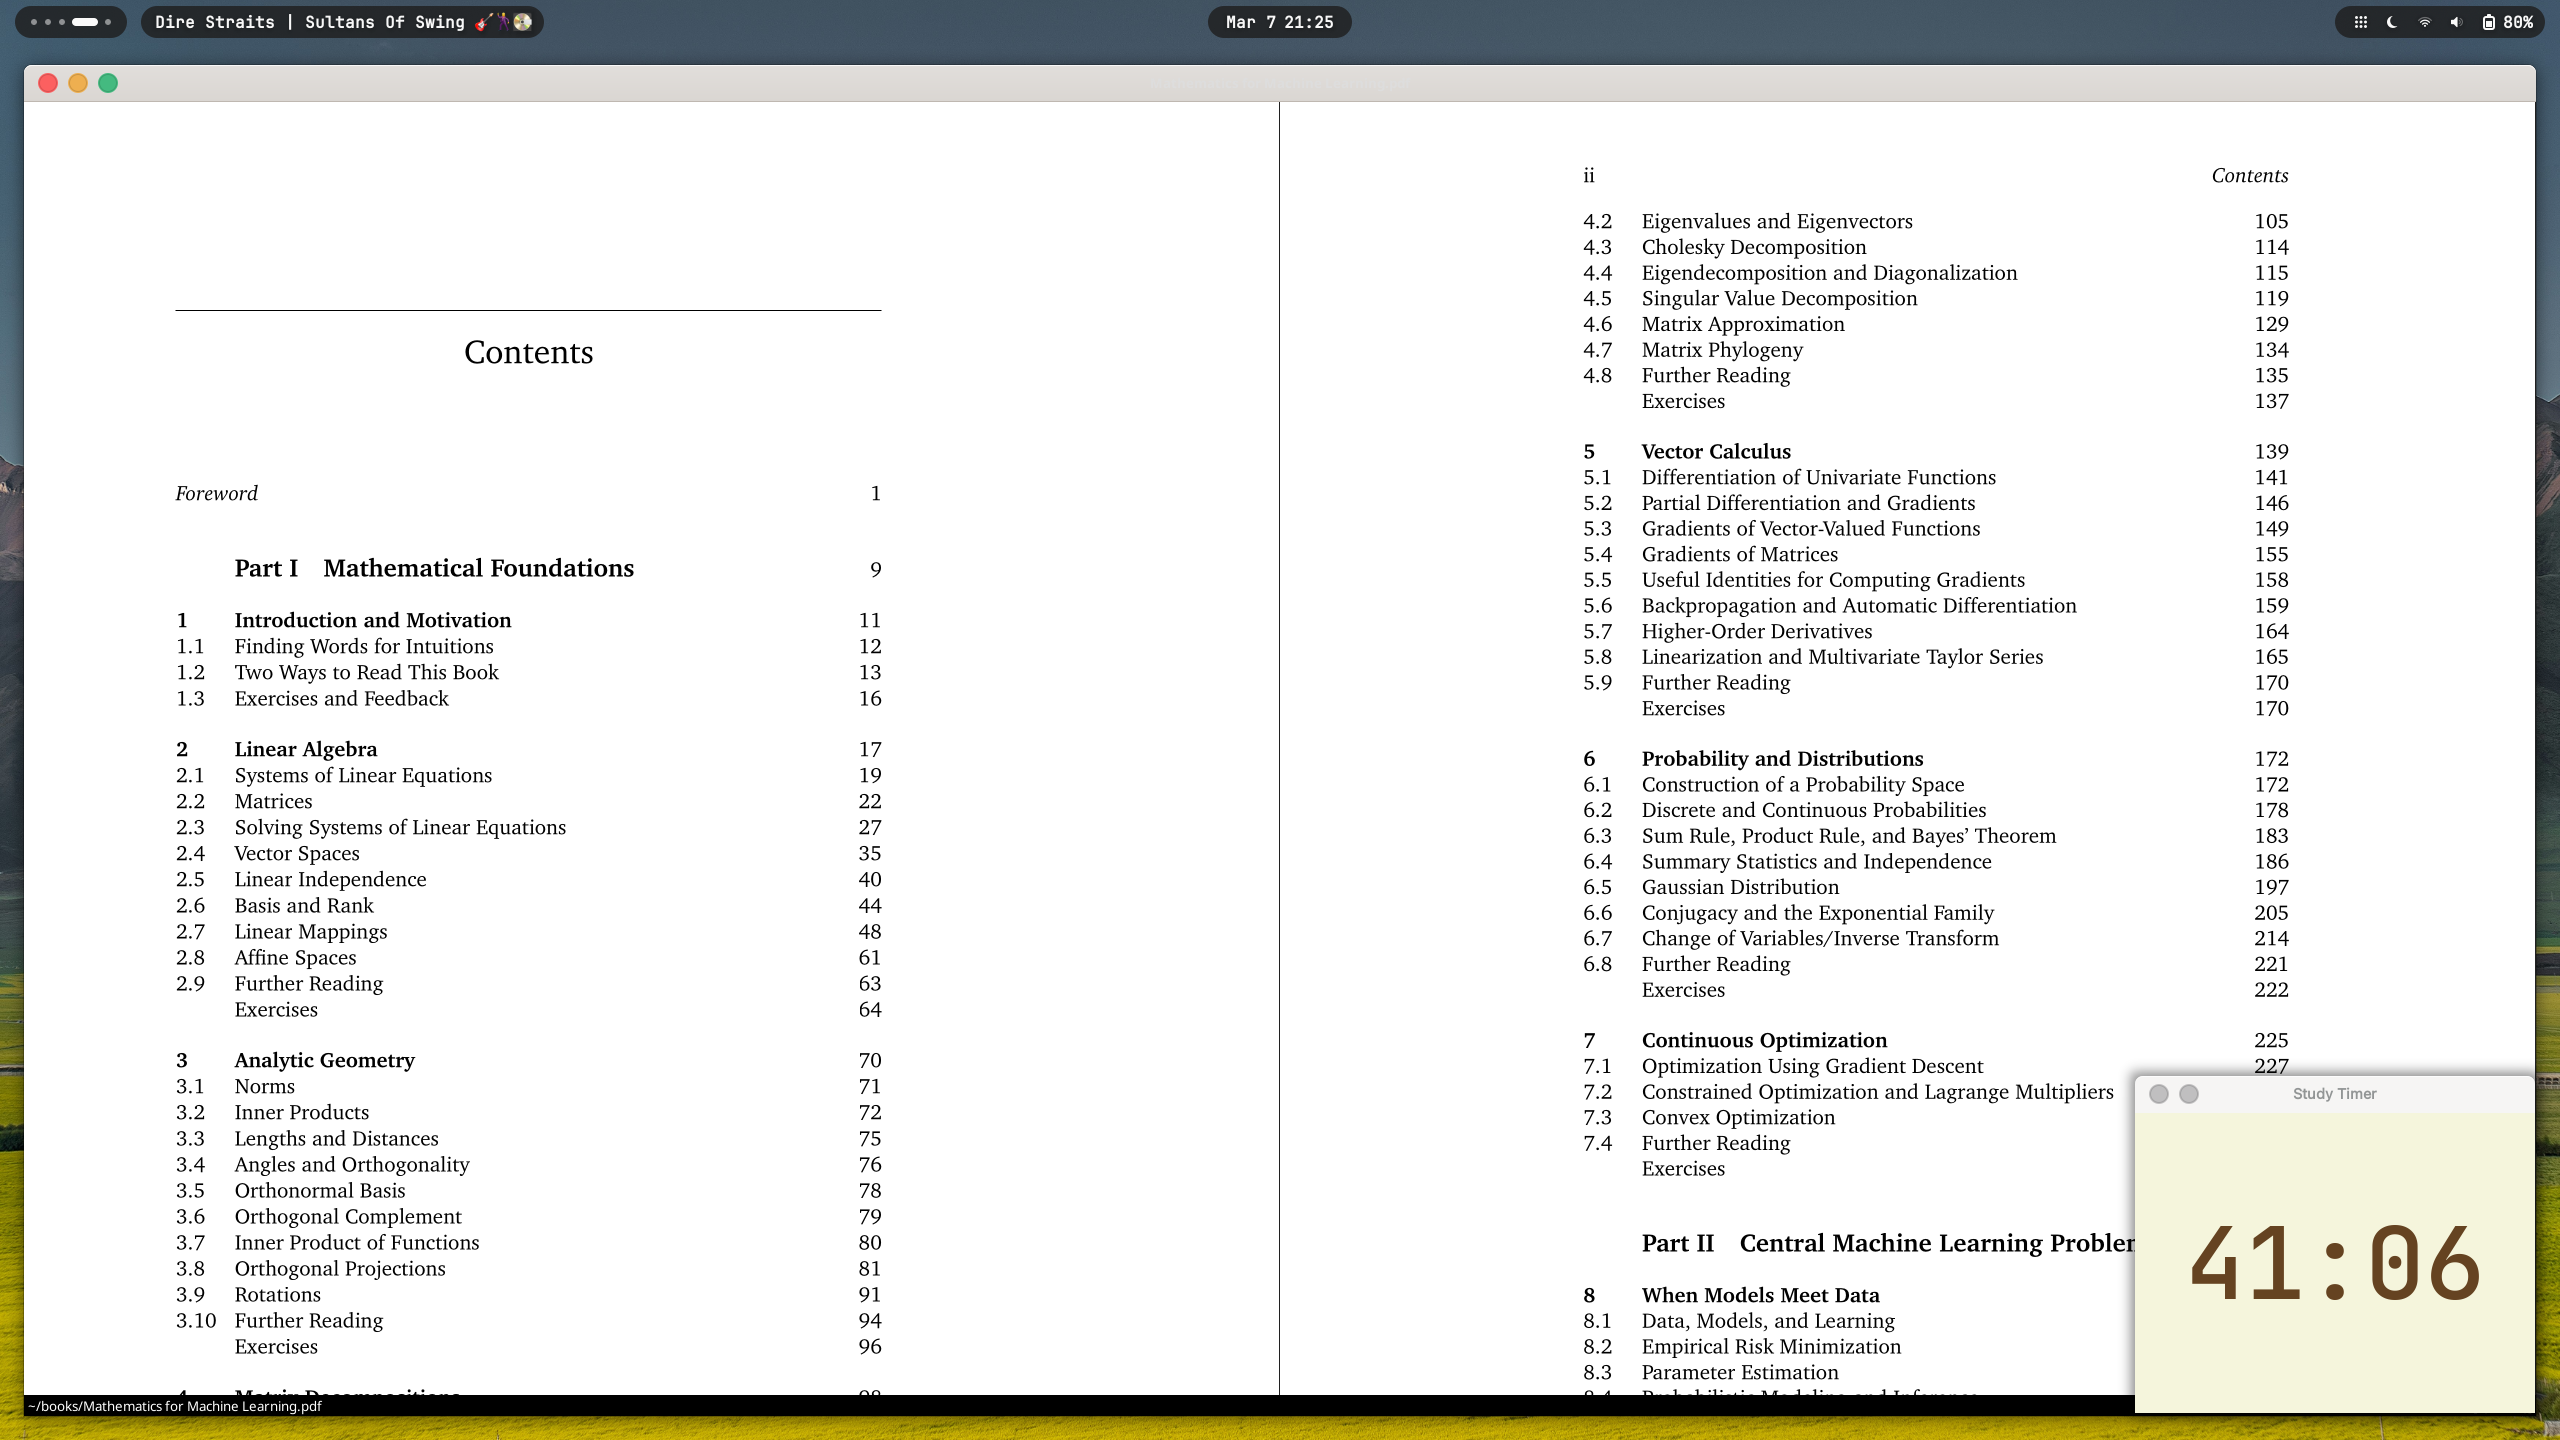 Dire Straits | Sultans Of Swing 🎸🕺💿
Mar 7 21:25
80%
Contents
Foreword 1
Part I Mathematical Foundations 9
1 Introduction and Motivation 11
1.1 Finding Words for Intuitions 12
1.2 Two Ways to Read This Book 13
1.3 Exercises and Feedback 16
2 Linear Algebra 17
2.1 Systems of Linear Equations 19
2.2 Matrices 22
2.3 Solving Systems of Linear Equations 27
2.4 Vector Spaces 35
2.5 Linear Independence 40
2.6 Basis and Rank 44
2.7 Linear Mappings 48
2.8 Affine Spaces 61
2.9 Further Reading 63
Exercises 64
3 Analytic Geometry 70
3.1 Norms 71
3.2 Inner Products 72
3.3 Lengths and Distances 75
3.4 Angles and Orthogonality 76
3.5 Orthonormal Basis 78
3.6 Orthogonal Complement 79
3.7 Inner Product of Functions 80
3.8 Orthogonal Projections 81
3.9 Rotations 91
3.10 Further Reading 94
Exercises 96
4 Matrix Decompositions 98
ii Contents
4.2 Eigenvalues and Eigenvectors 105
4.3 Cholesky Decomposition 114
4.4 Eigendecomposition and Diagonalization 115
4.5 Singular Value Decomposition 119
4.6 Matrix Approximation 129
4.7 Matrix Phylogeny 134
4.8 Further Reading 135
Exercises 137
5 Vector Calculus 139
5.1 Differentiation of Univariate Functions 141
5.2 Partial Differentiation and Gradients 146
5.3 Gradients of Vector-Valued Functions 149
5.4 Gradients of Matrices 155
5.5 Useful Identities for Computing Gradients 158
5.6 Backpropagation and Automatic Differentiation 159
5.7 Higher-Order Derivatives 164
5.8 Linearization and Multivariate Taylor Series 165
5.9 Further Reading 170
Exercises 170
6 Probability and Distributions 172
6.1 Construction of a Probability Space 172
6.2 Discrete and Continuous Probabilities 178
6.3 Sum Rule, Product Rule, and Bayes’ Theorem 183
6.4 Summary Statistics and Independence 186
6.5 Gaussian Distribution 197
6.6 Conjugacy and the Exponential Family 205
6.7 Change of Variables/Inverse Transform 214
6.8 Further Reading 221
Exercises 222
7 Continuous Optimization 225
7.1 Optimization Using Gradient Descent 227
7.2 Constrained Optimization and Lagrange Multipliers
7.3 Convex Optimization
7.4 Further Reading
Exercises
Part II Central Machine Learning Problem
8 When Models Meet Data
8.1 Data, Models, and Learning
8.2 Empirical Risk Minimization
8.3 Parameter Estimation
8.4 Probabilistic Modeling and Inference
Study Timer
41:06
~/books/Mathematics for Machine Learning.pdf